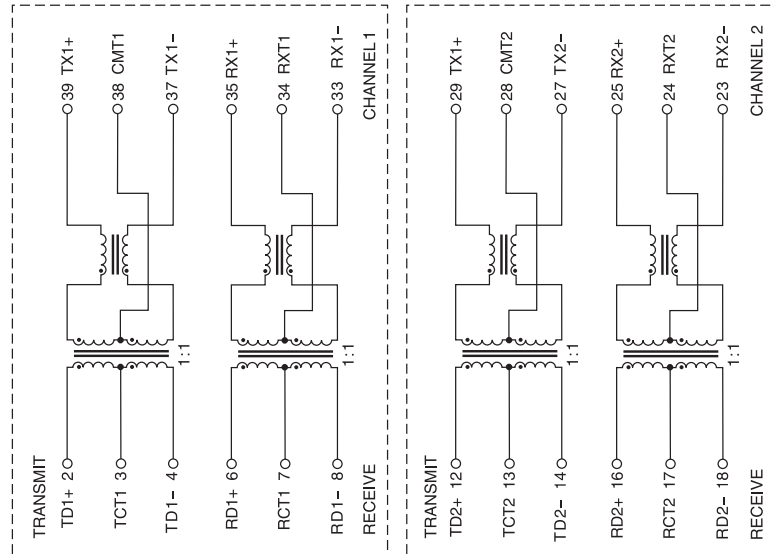 39 TX1+
38 CMT1
37 TX1−
35 RX1+
34 RXT1
33 RX1−
CHANNEL 1
1:1
1:1
TRANSMIT
TD1+ 2
TCT1 3
TD1− 4
RD1+ 6
RCT1 7
RD1− 8
RECEIVE
29 TX1+
28 CMT2
27 TX2−
25 RX2+
24 RXT2
23 RX2−
CHANNEL 2
1:1
1:1
TRANSMIT
TD2+ 12
TCT2 13
TD2− 14
RD2+ 16
RCT2 17
RD2− 18
RECEIVE